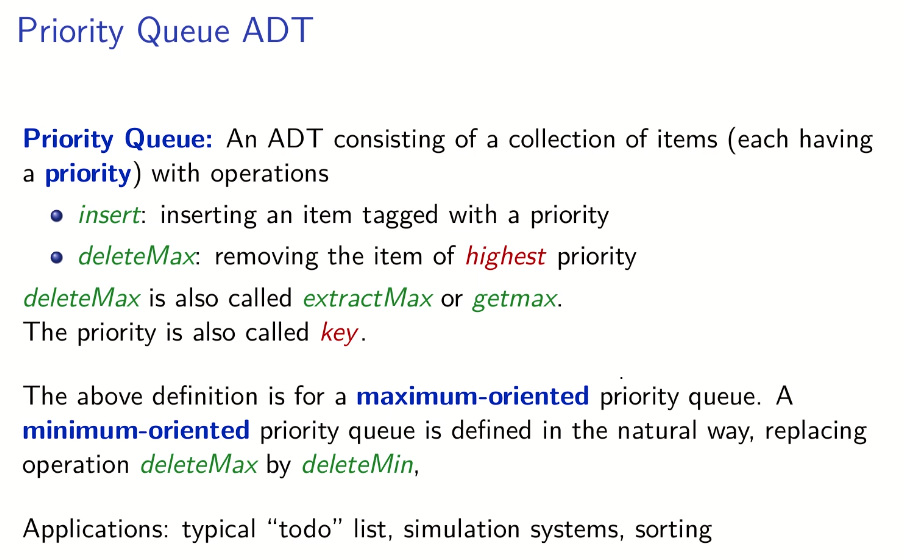 Priority Queue ADT
Priority Queue: An ADT consisting of a collection of items (each having
a priority) with operations
insert: inserting an item tagged with a priority
deleteMax: removing the item of highest priority
deleteMax is also called extractMax or getmax.
The priority is also called key.
The above definition is for a maximum-oriented priority queue. A
minimum-oriented priority queue is defined in the natural way, replacing
operation deleteMax by deleteMin,
Applications: typical “todo” list, simulation systems, sorting